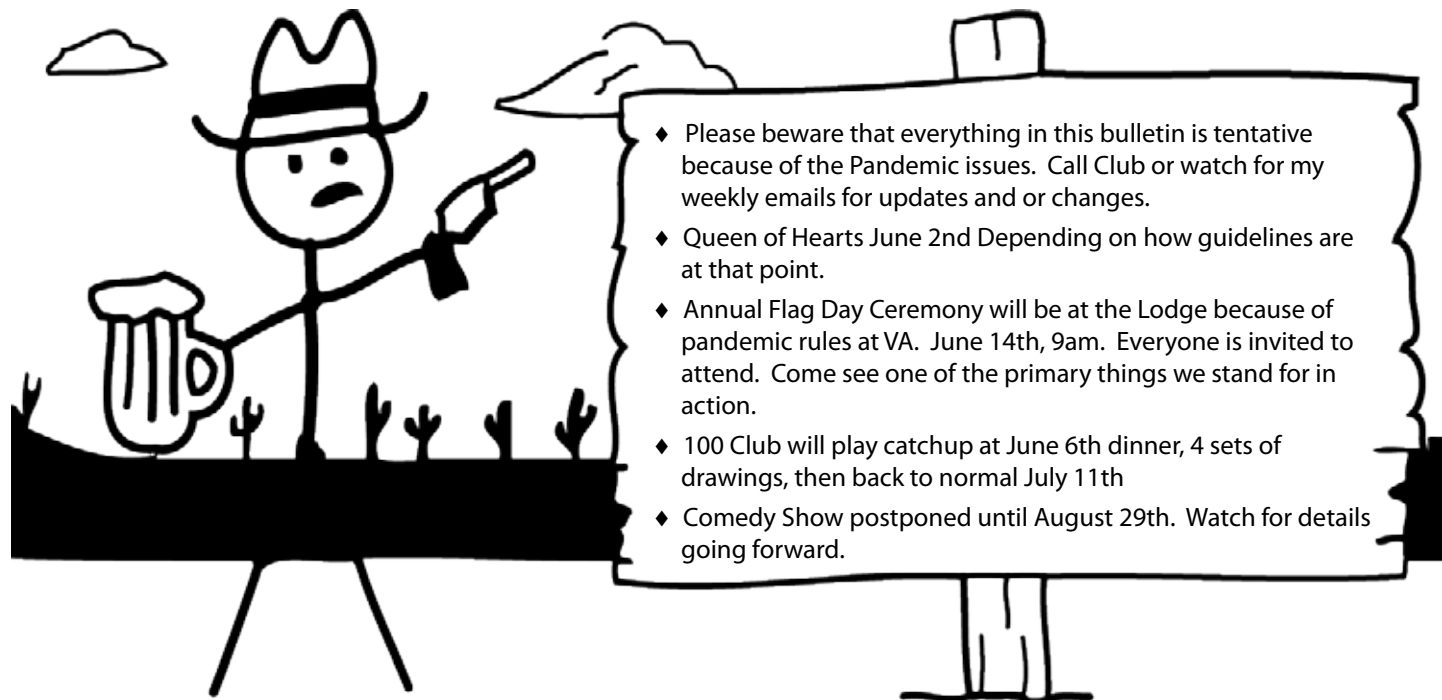 ♦ Please beware that everything in this bulletin is tentative
because of the Pandemic issues.  Call Club or watch for my
weekly emails for updates and or changes.
♦ Queen of Hearts June 2nd Depending on how guidelines are
at that point.
♦ Annual Flag Day Ceremony will be at the Lodge because of
pandemic rules at VA.  June 14th, 9am.  Everyone is invited to
attend.  Come see one of the primary things we stand for in
action.
♦ 100 Club will play catchup at June 6th dinner, 4 sets of
drawings, then back to normal July 11th
♦ Comedy Show postponed until August 29th.  Watch for details
going forward.